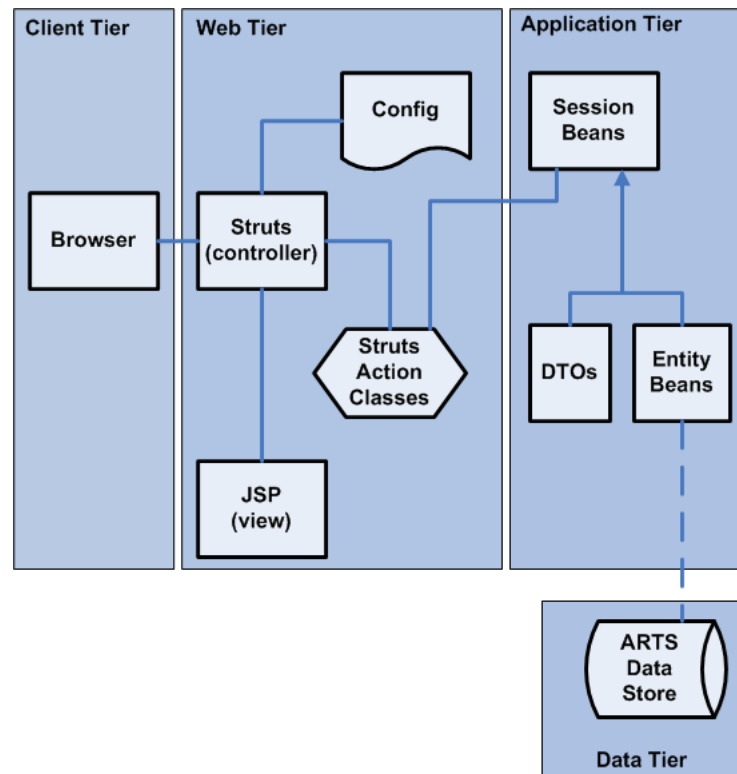 Client Tier
Web Tier
Application Tier
Config
Session
Beans
Browser
Struts
(controller)
Struts
Action
Classes
DTOs
Entity
Beans
JSP
(view)
ARTS
Data
Store
Data Tier